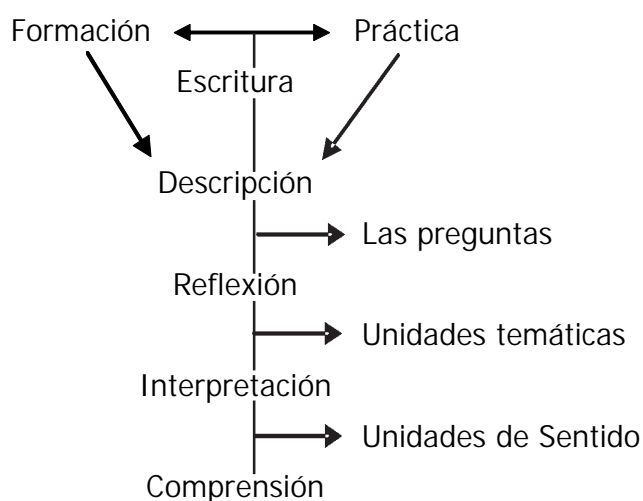 Formación
Práctica
Escritura
Descripción
Las preguntas
Reflexión
Unidades temáticas
Interpretación
Unidades de Sentido
Comprensión